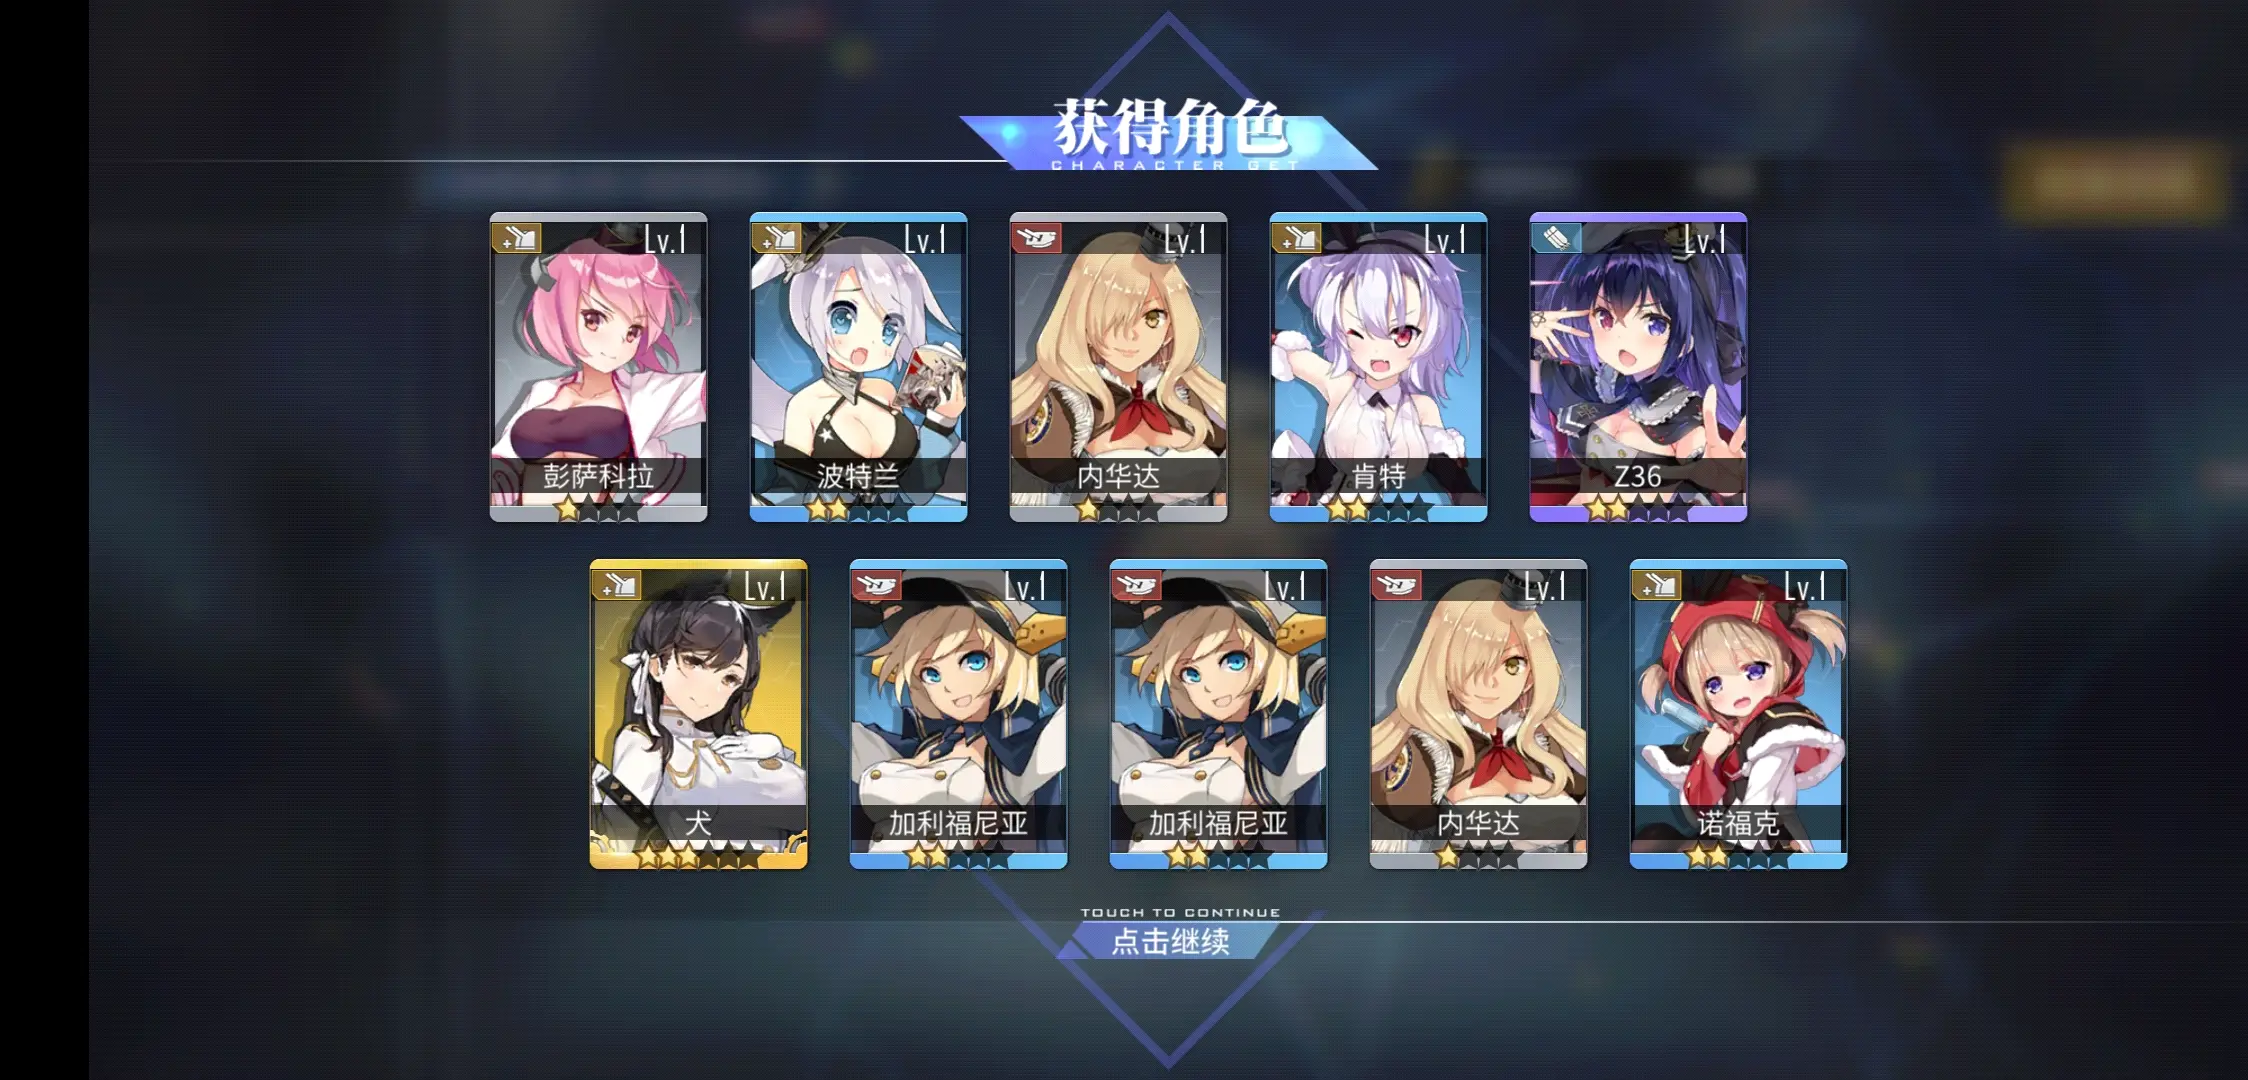 获得角色
CHARACTER GET
Lv.1
Lv.1
Lv.1
Lv.1
Lv.1
彭萨科拉
波特兰
内华达
肯特
Z36
Lv.1
Lv.1
Lv.1
Lv.1
Lv.1
犬
加利福尼亚
加利福尼亚
内华达
诺福克
TOUCH TO CONTINUE
点击继续